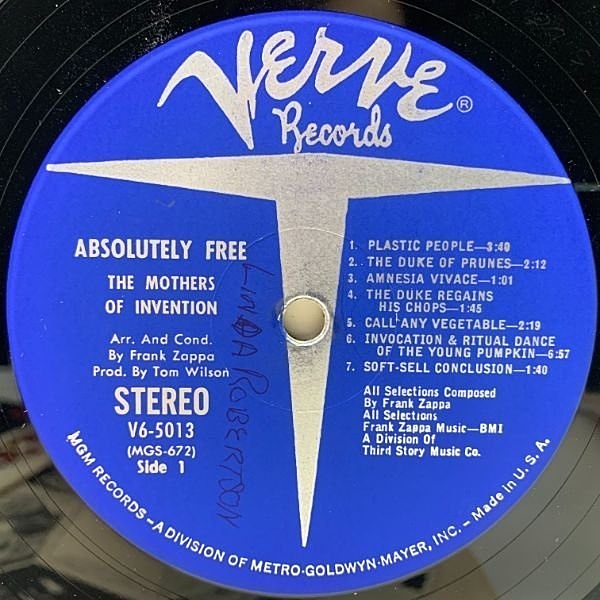 Verve®
Records
ABSOLUTELY FREE
THE MOTHERS
OF INVENTION
Arr. And Cond.
By Frank Zappa
Prod. By Tom Wilson
STEREO
V6-5013
(MGS-672)
Side 1
LINDA ROBERTSON
1. PLASTIC PEOPLE—3:40
2. THE DUKE OF PRUNES—2:12
3. AMNESIA VIVACE—1:01
4. THE DUKE REGAINS
HIS CHOPS—1:45
5. CALL ANY VEGETABLE—2:19
6. INVOCATION & RITUAL DANCE
OF THE YOUNG PUMPKIN—6:57
7. SOFT-SELL CONCLUSION—1:40
All Selections Composed
By Frank Zappa
All Selections
Frank Zappa Music—BMI
A Division Of
Third Story Music Co.
MGM RECORDS—A DIVISION OF METRO-GOLDWYN-MAYER, INC.—Made in U.S.A.